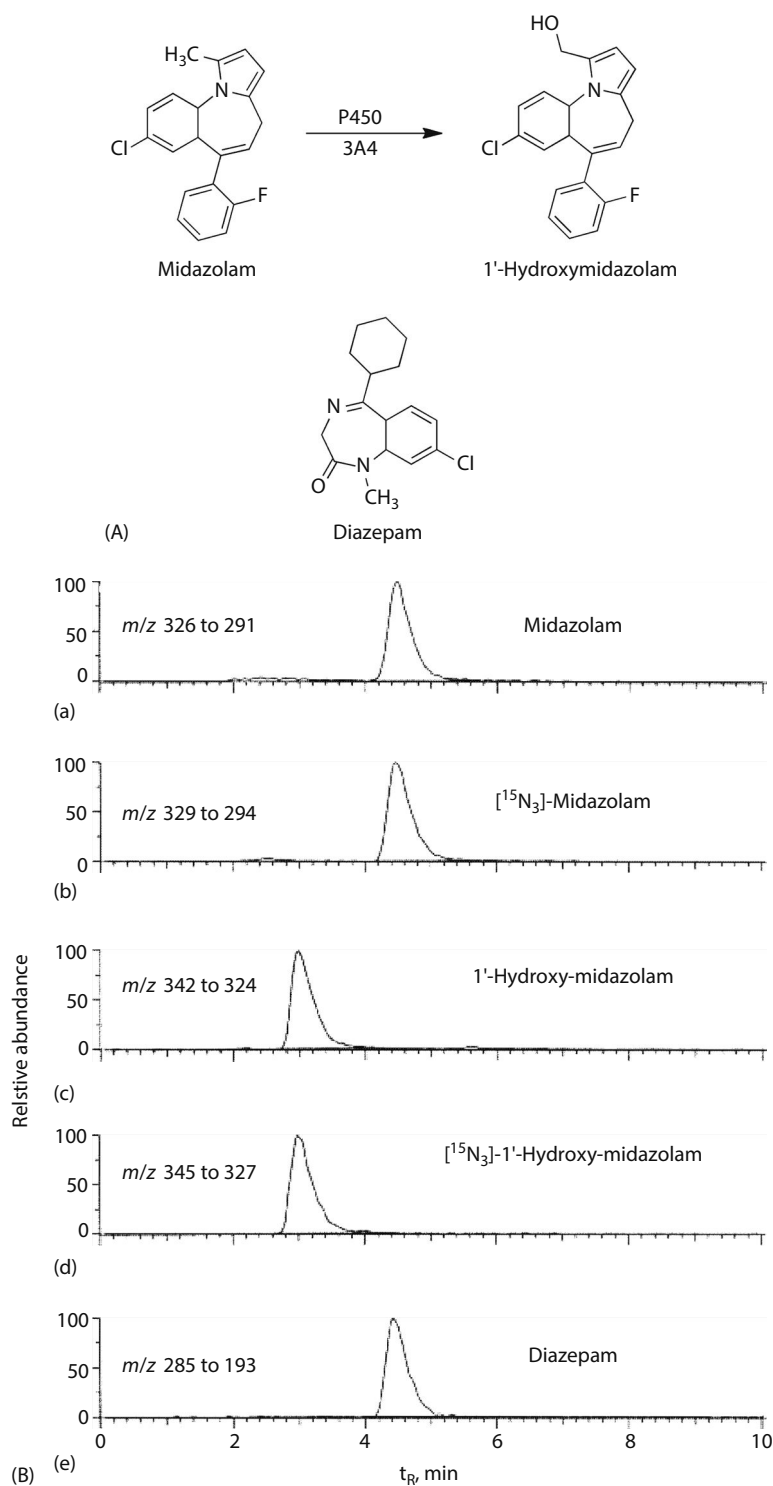 HO
H₃C
N
N
P450
3A4
Cl
Cl
F
F
Midazolam
1'-Hydroxymidazolam
N
N
O
Cl
CH₃
(A)
Diazepam
100
50
0
m/z 326 to 291
Midazolam
(a)
100
50
0
m/z 329 to 294
[¹⁵N₃]-Midazolam
(b)
Relstive abundance
100
50
0
m/z 342 to 324
1'-Hydroxy-midazolam
(c)
100
50
0
m/z 345 to 327
[¹⁵N₃]-1'-Hydroxy-midazolam
(d)
100
50
0
m/z 285 to 193
Diazepam
0 2 4 6 8 10
(B) (e)
t_R, min